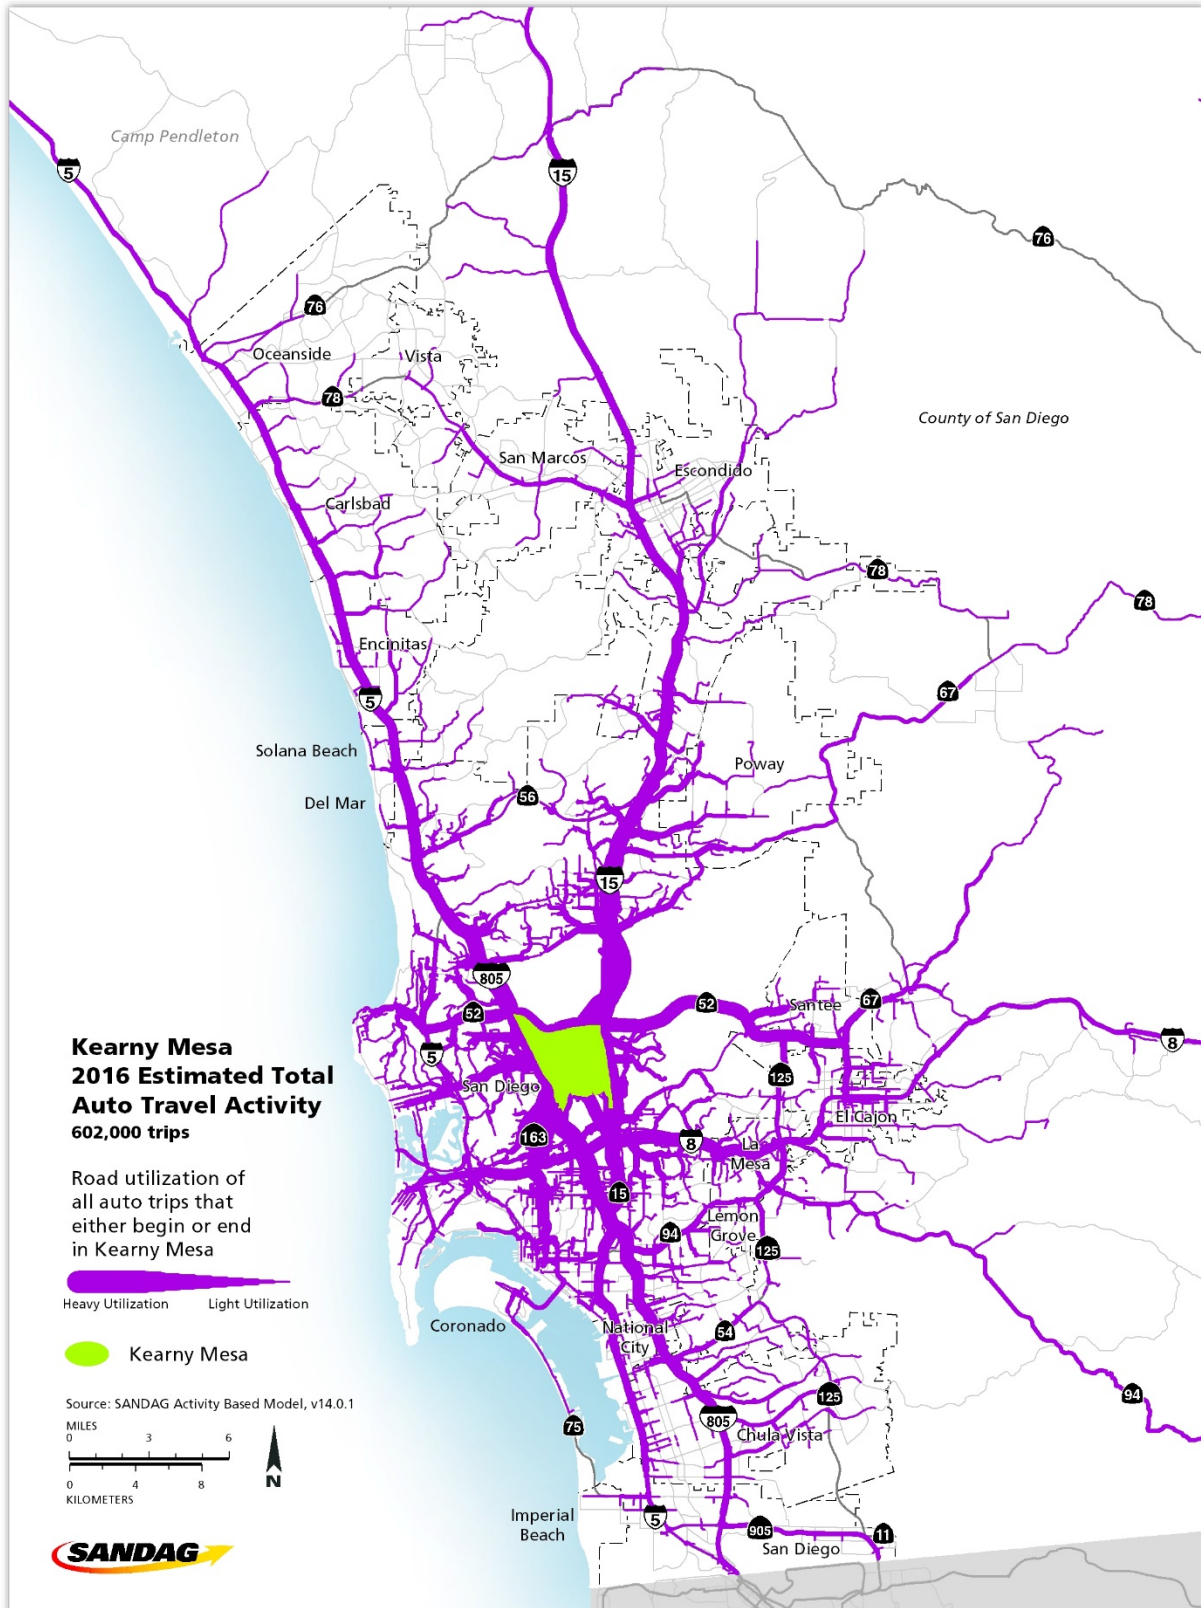 Camp Pendleton
5
15
76
76
Oceanside
Vista
78
County of San Diego
San Marcos
Escondido
Carlsbad
78
78
Encinitas
5
67
Solana Beach
Poway
Del Mar
56
15
805
52
52
Santee
67
5
8
Kearny Mesa
2016 Estimated Total
Auto Travel Activity
602,000 trips
San Diego
125
El Cajon
163
8
La
Mesa
Road utilization of
all auto trips that
either begin or end
in Kearny Mesa
15
94
Lemon
Grove
125
Heavy Utilization
Light Utilization
Coronado
National
City
54
Kearny Mesa
125
94
Source: SANDAG Activity Based Model, v14.0.1
MILES
0 3 6
0 4 8
KILOMETERS
N
75
805
Chula Vista
Imperial
Beach
5
905
11
San Diego
SANDAG